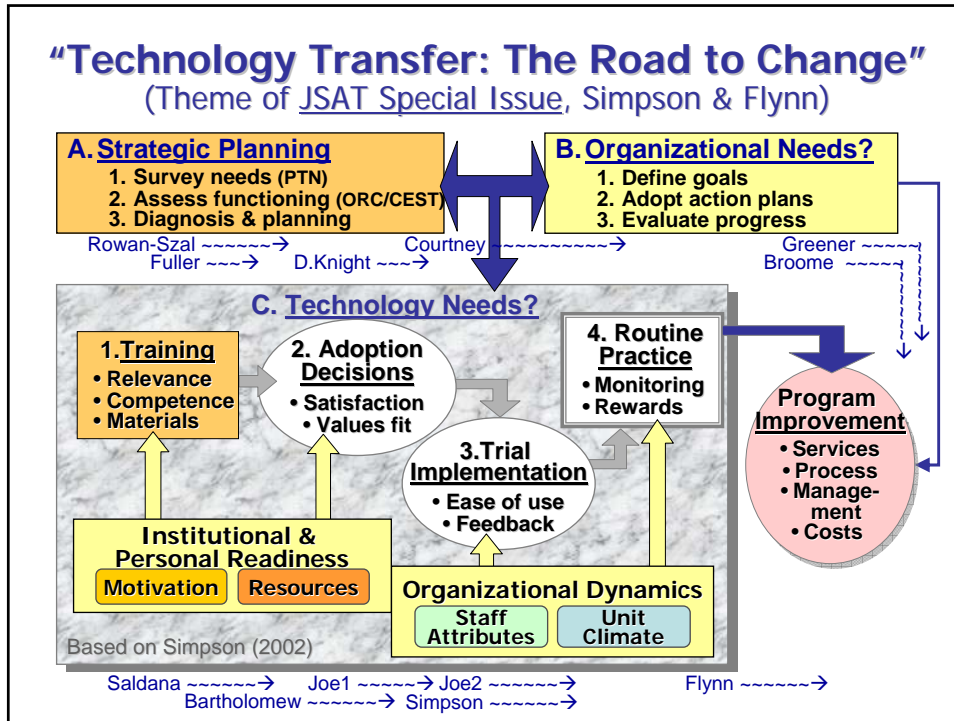 “Technology Transfer: The Road to Change”
(Theme of JSAT Special Issue, Simpson & Flynn)
A. Strategic Planning
1. Survey needs (PTN)
2. Assess functioning (ORC/CEST)
3. Diagnosis & planning
B. Organizational Needs?
1. Define goals
2. Adopt action plans
3. Evaluate progress
Rowan-Szal ~~~~~~→
Courtney ~~~~~~~~~~~→
Greener ~~~~~
Fuller ~~~→
D.Knight ~~~→
Broome ~~~~~
C. Technology Needs?
1.Training
• Relevance
• Competence
• Materials
2. Adoption
Decisions
• Satisfaction
• Values fit
3.Trial
Implementation
• Ease of use
• Feedback
4. Routine
Practice
• Monitoring
• Rewards
Program
Improvement
• Services
• Process
• Manage-
ment
• Costs
Institutional &
Personal Readiness
Motivation
Resources
Organizational Dynamics
Staff
Attributes
Unit
Climate
Based on Simpson (2002)
Saldana ~~~~~~→
Joe1 ~~~~~→
Joe2 ~~~~~~→
Flynn ~~~~~→
Bartholomew ~~~~~~→
Simpson ~~~~~~→